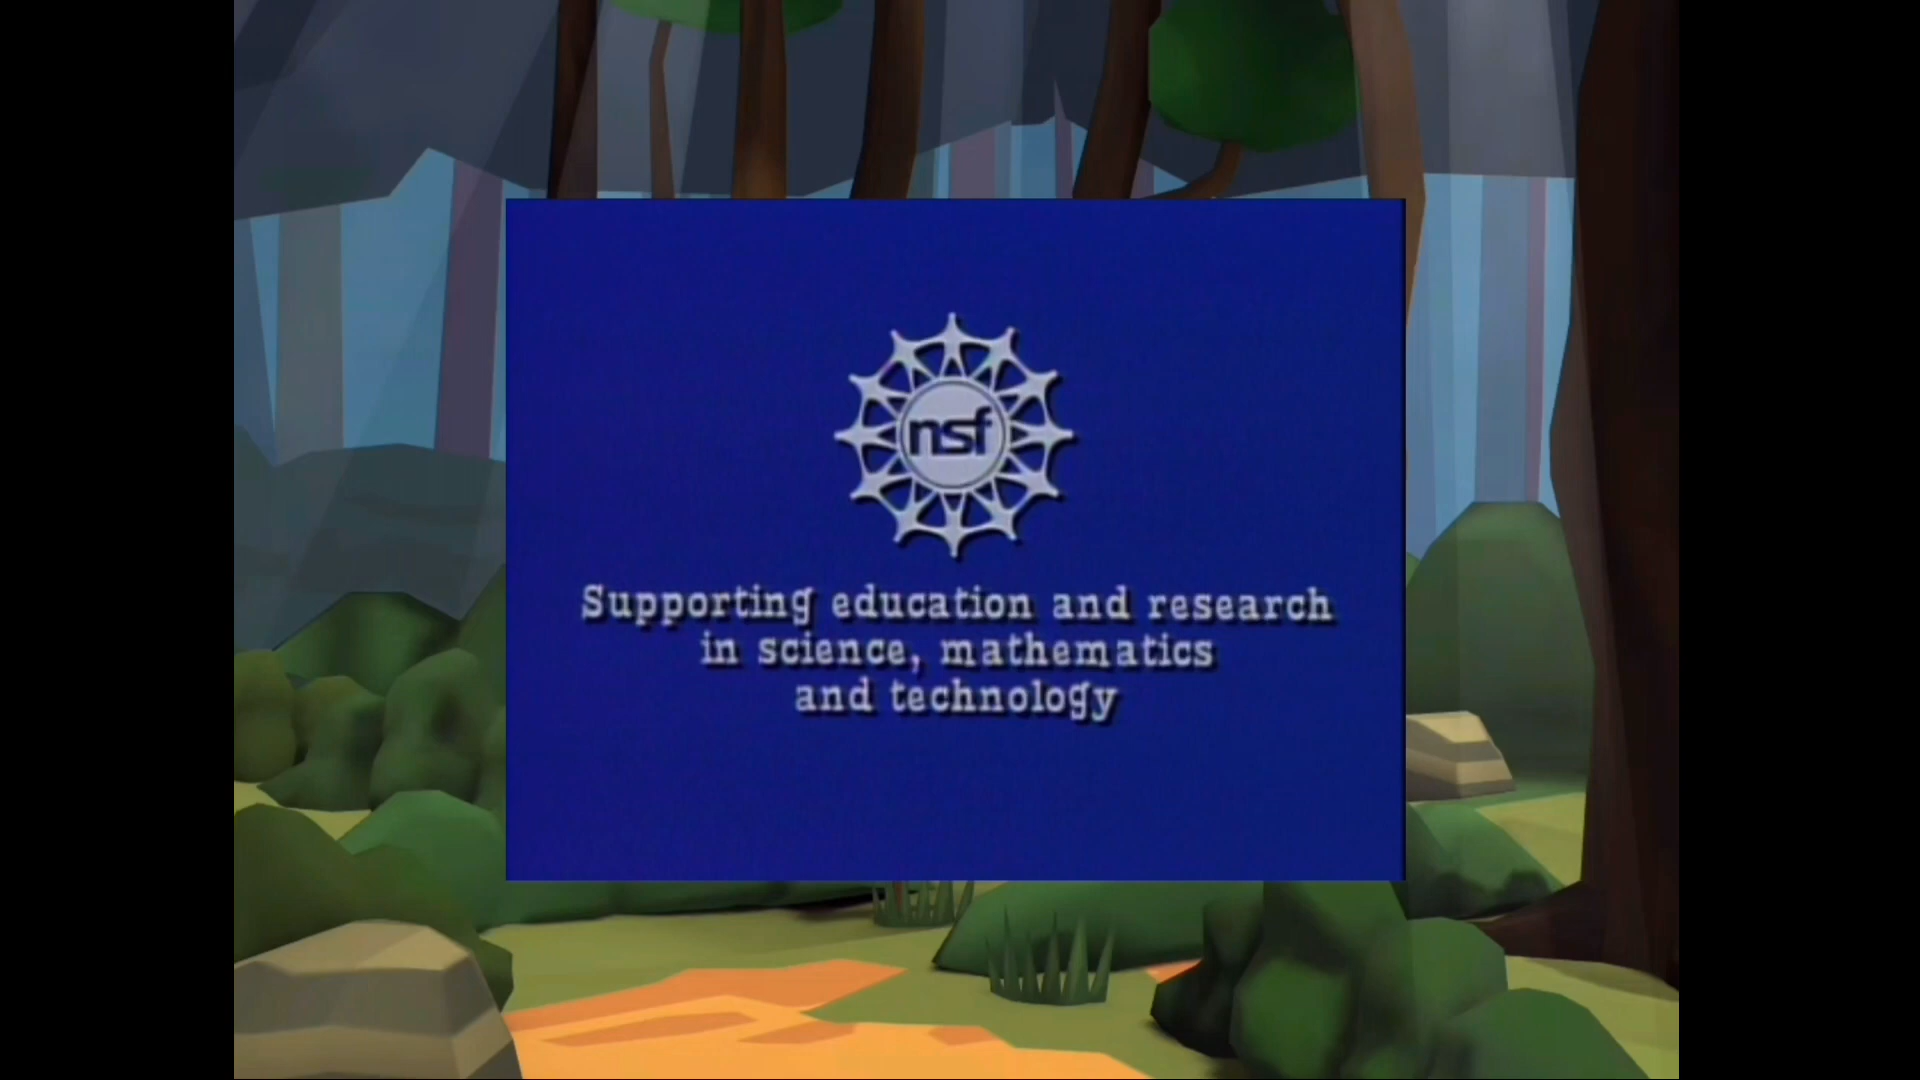 nsf
Supporting education and research
in science, mathematics
and technology